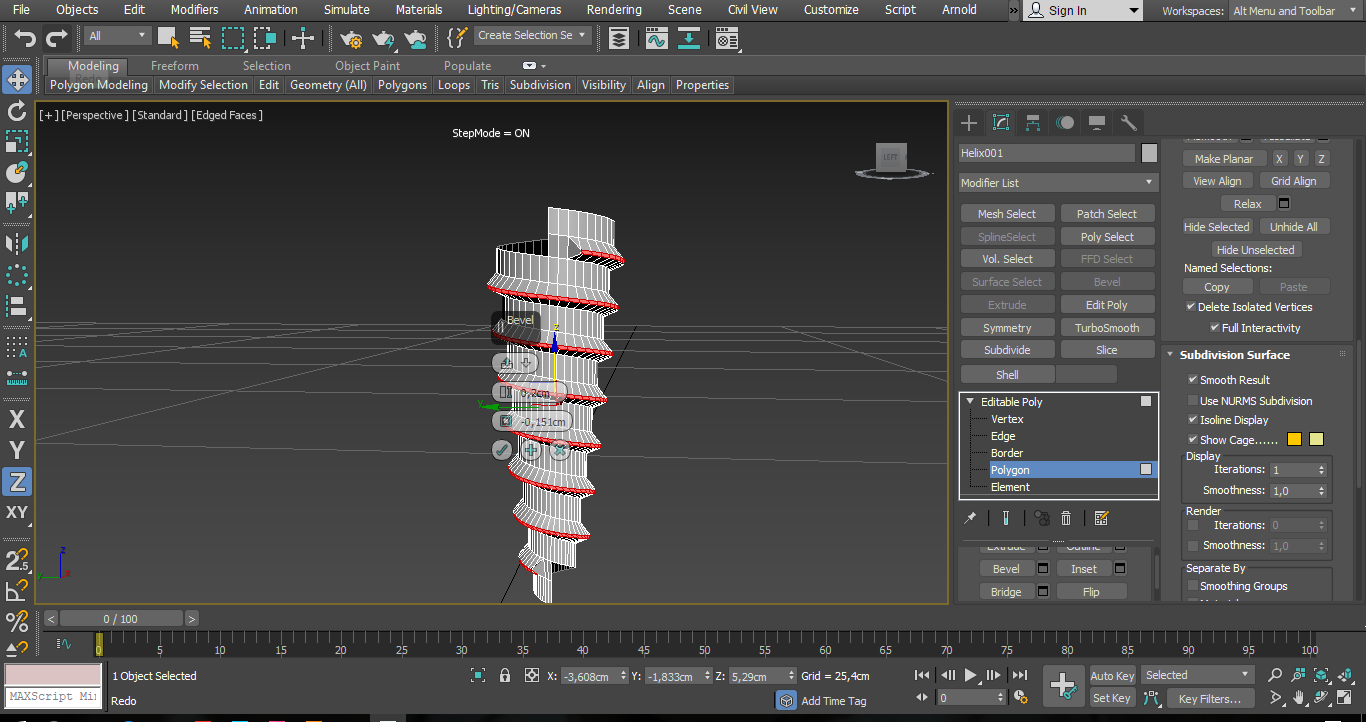 File Objects Edit Modifiers Animation Simulate Materials Lighting/Cameras Rendering Scene Civil View Customize Script Arnold » Sign In Workspaces: Alt Menu and Toolbar
All Create Selection Se
Modeling Freeform Selection Object Paint Populate
Polygon Modeling Modify Selection Edit Geometry (All) Polygons Loops Tris Subdivision Visibility Align Properties
[+] [Perspective ] [Standard ] [Edged Faces ]
StepMode = ON
LEFT
Bevel
z
0,2cm
y
-0,151cm
z
x
X
Y
Z
XY
2.5
Helix001
Modifier List
Mesh Select Patch Select
SplineSelect Poly Select
Vol. Select FFD Select
Surface Select Bevel
Extrude Edit Poly
Symmetry TurboSmooth
Subdivide Slice
Shell
Editable Poly
Vertex
Edge
Border
Polygon
Element
Extrude Outline
Bevel Inset
Bridge Flip
Make Planar X Y Z
View Align Grid Align
Relax
Hide Selected Unhide All
Hide Unselected
Named Selections:
Copy Paste
Delete Isolated Vertices
Full Interactivity
Subdivision Surface
Smooth Result
Use NURMS Subdivision
Isoline Display
Show Cage......
Display
Iterations: 1
Smoothness: 1,0
Render
Iterations: 0
Smoothness: 1,0
Separate By
Smoothing Groups
< 0 / 100 >
0 5 10 15 20 25 30 35 40 45 50 55 60 65 70 75 80 85 90 95 100
1 Object Selected X: -3,608cm Y: -1,833cm Z: 5,29cm Grid = 25,4cm Auto Key Selected
MAXScript Mi
Redo Add Time Tag 0 Set Key Key Filters...